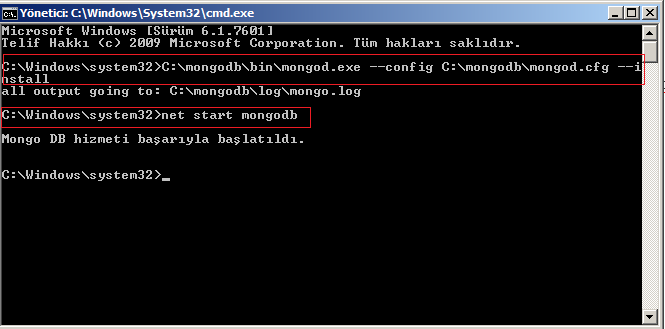 Yönetici: C:\Windows\System32\cmd.exe
Microsoft Windows [Sürüm 6.1.7601]
Telif Hakkı (c) 2009 Microsoft Corporation. Tüm hakları saklıdır.
C:\Windows\system32>C:\mongodb\bin\mongod.exe --config C:\mongodb\mongod.cfg --i
nstall
all output going to: C:\mongodb\log\mongo.log
C:\Windows\system32>net start mongodb
Mongo DB hizmeti başarıyla başlatıldı.
C:\Windows\system32>_